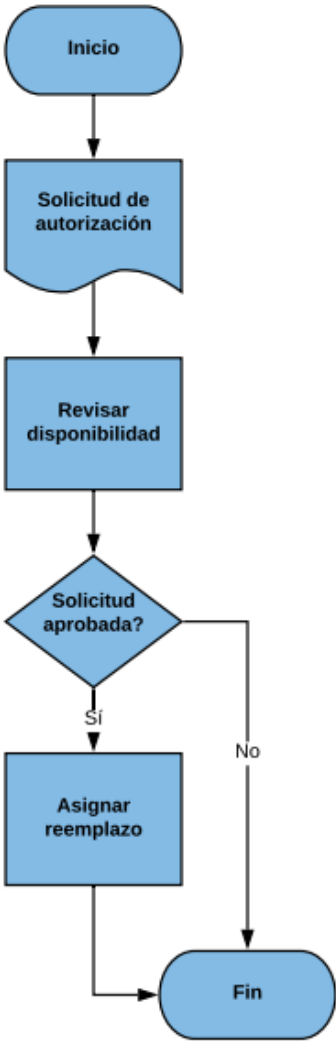 Inicio
Solicitud de
autorización
Revisar
disponibilidad
Solicitud
aprobada?
Sí
No
Asignar
reemplazo
Fin